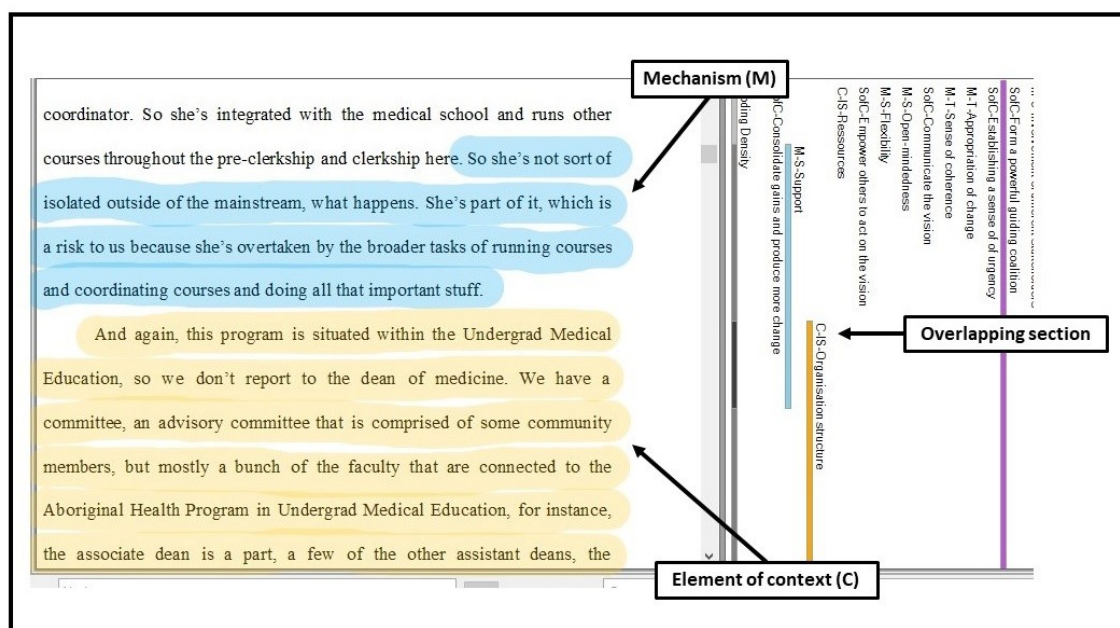 Mechanism (M)
coordinator. So she's integrated with the medical school and runs other
courses throughout the pre-clerkship and clerkship here. So she's not sort of
isolated outside of the mainstream, what happens. She's part of it, which is
a risk to us because she's overtaken by the broader tasks of running courses
and coordinating courses and doing all that important stuff.
And again, this program is situated within the Undergrad Medical
Education, so we don't report to the dean of medicine. We have a
committee, an advisory committee that is comprised of some community
members, but mostly a bunch of the faculty that are connected to the
Aboriginal Health Program in Undergrad Medical Education, for instance,
the associate dean is a part, a few of the other assistant deans, the
Density
SofC-Consolidate gains and produce more change
M-S-Support
C-IS-Organisation structure
C-IS-Ressources
SofC-Empower others to act on the vision
M-S-Flexibility
M-S-Open-mindedness
SofC-Communicate the vision
M-T-Sense of coherence
M-T-Appropriation of change
SofC-Establishing a sense of of urgency
SofC-Form a powerful guiding coalition
Overlapping section
Element of context (C)